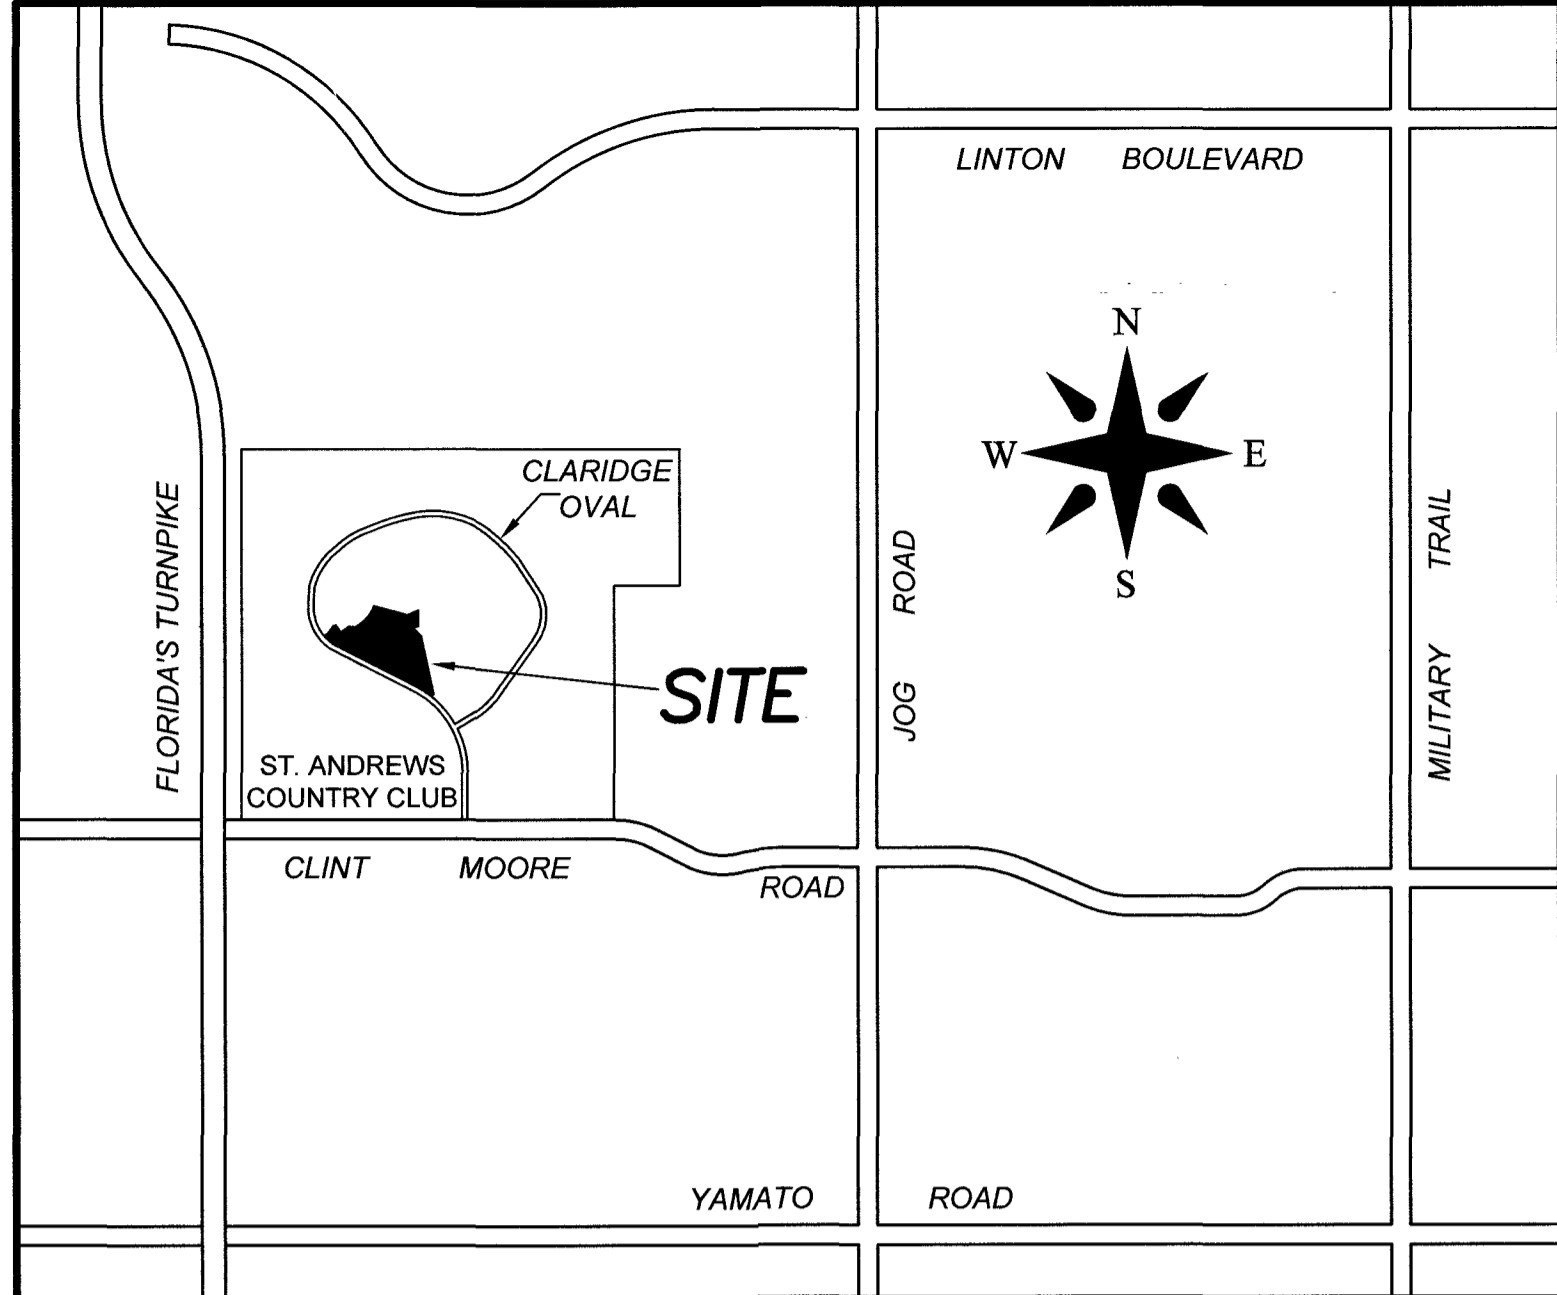 LINTON BOULEVARD
N
W E
S
CLARIDGE
OVAL
FLORIDA'S TURNPIKE
JOG ROAD
MILITARY TRAIL
SITE
ST. ANDREWS
COUNTRY CLUB
CLINT MOORE ROAD
YAMATO ROAD